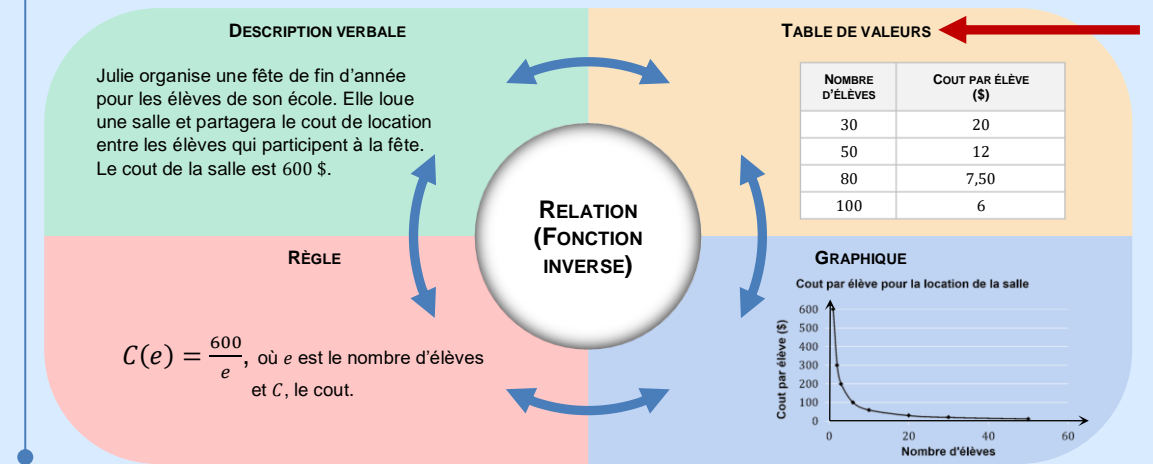 DESCRIPTION VERBALE
Julie organise une fête de fin d'année
pour les élèves de son école. Elle loue
une salle et partagera le cout de location
entre les élèves qui participent à la fête.
Le cout de la salle est 600 $.
TABLE DE VALEURS
NOMBRE D'ÉLÈVES COUT PAR ÉLÈVE ($)
30 20
50 12
80 7,50
100 6
RELATION
(FONCTION
INVERSE)
RÈGLE
C(e) = 600/e, où e est le nombre d'élèves
et C, le cout.
GRAPHIQUE
Cout par élève pour la location de la salle
Cout par élève ($)
600
500
400
300
200
100
0
0 20 40 60
Nombre d'élèves